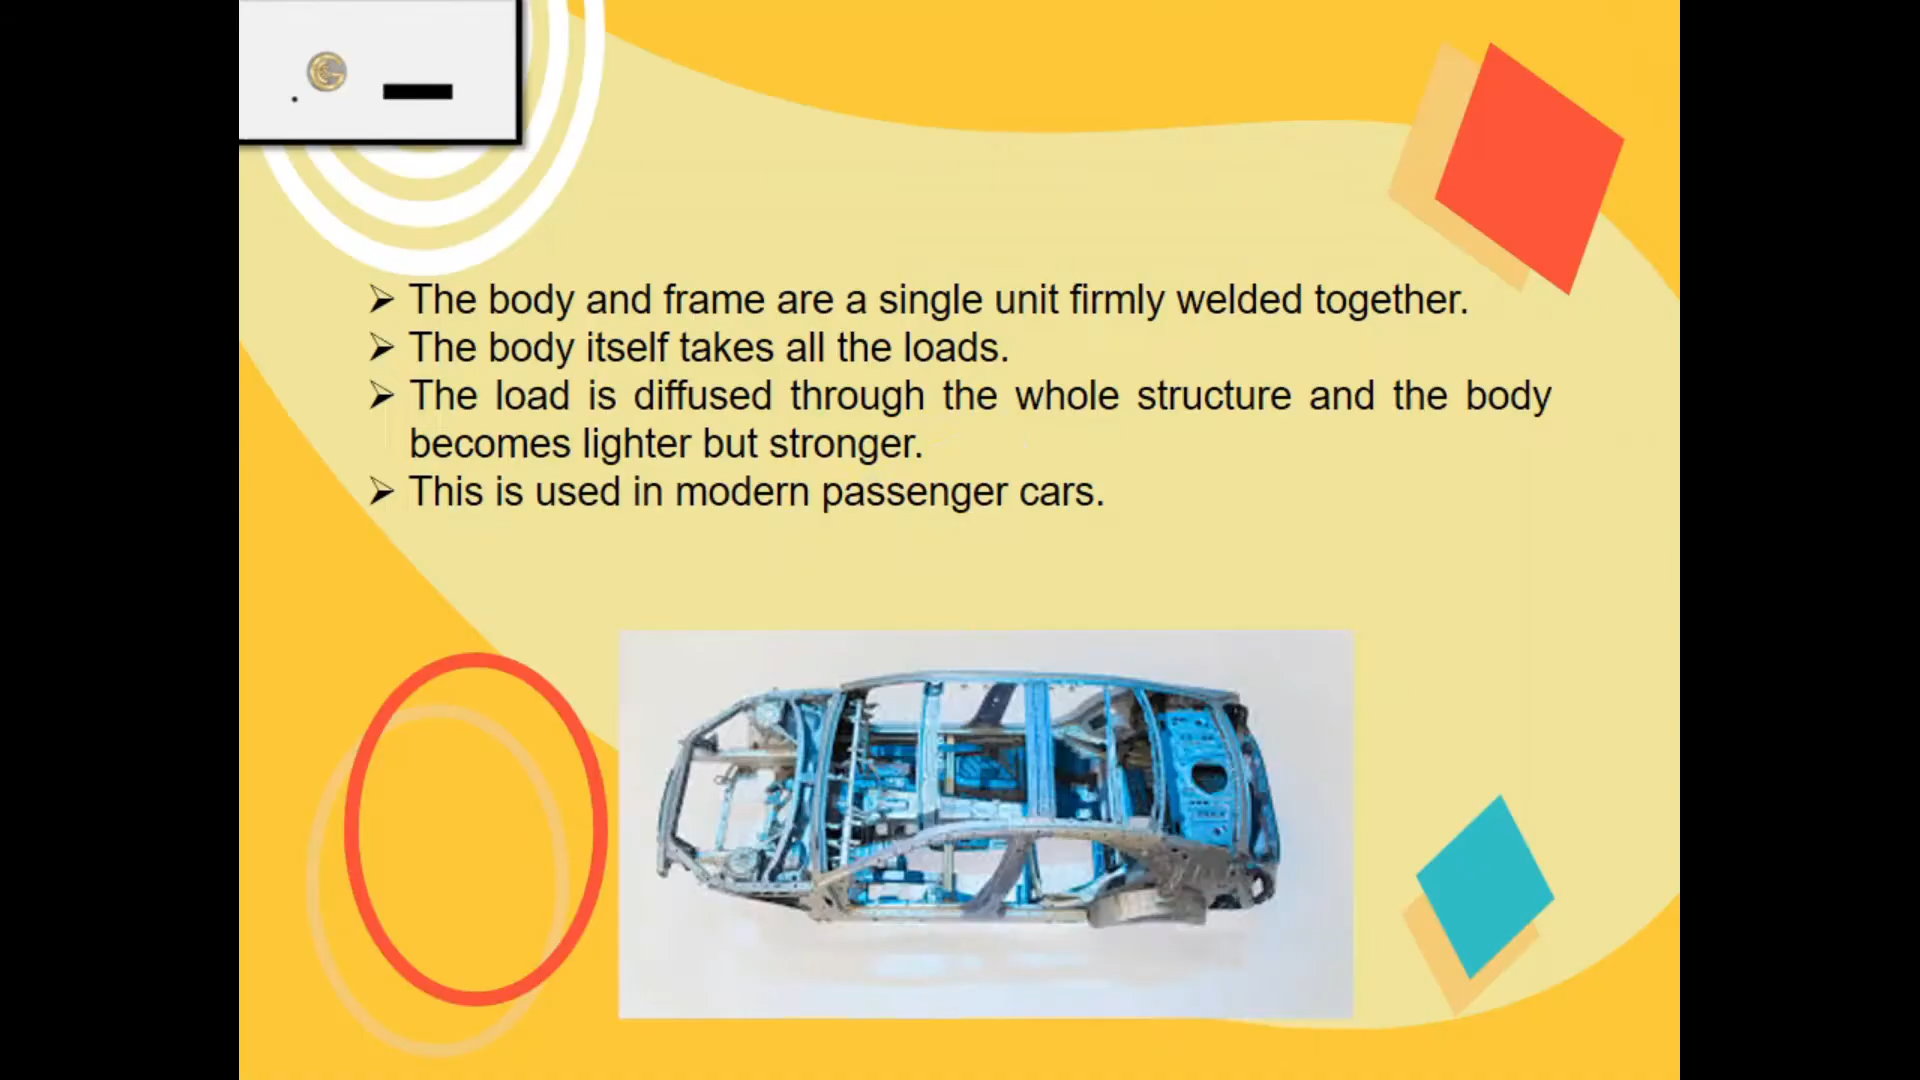 The body and frame are a single unit firmly welded together.
The body itself takes all the loads.
The load is diffused through the whole structure and the body
becomes lighter but stronger.
This is used in modern passenger cars.